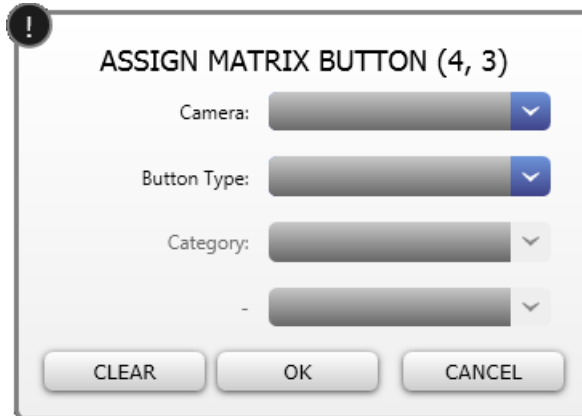 !
ASSIGN MATRIX BUTTON (4, 3)
Camera:
Button Type:
Category:
-
CLEAR OK CANCEL